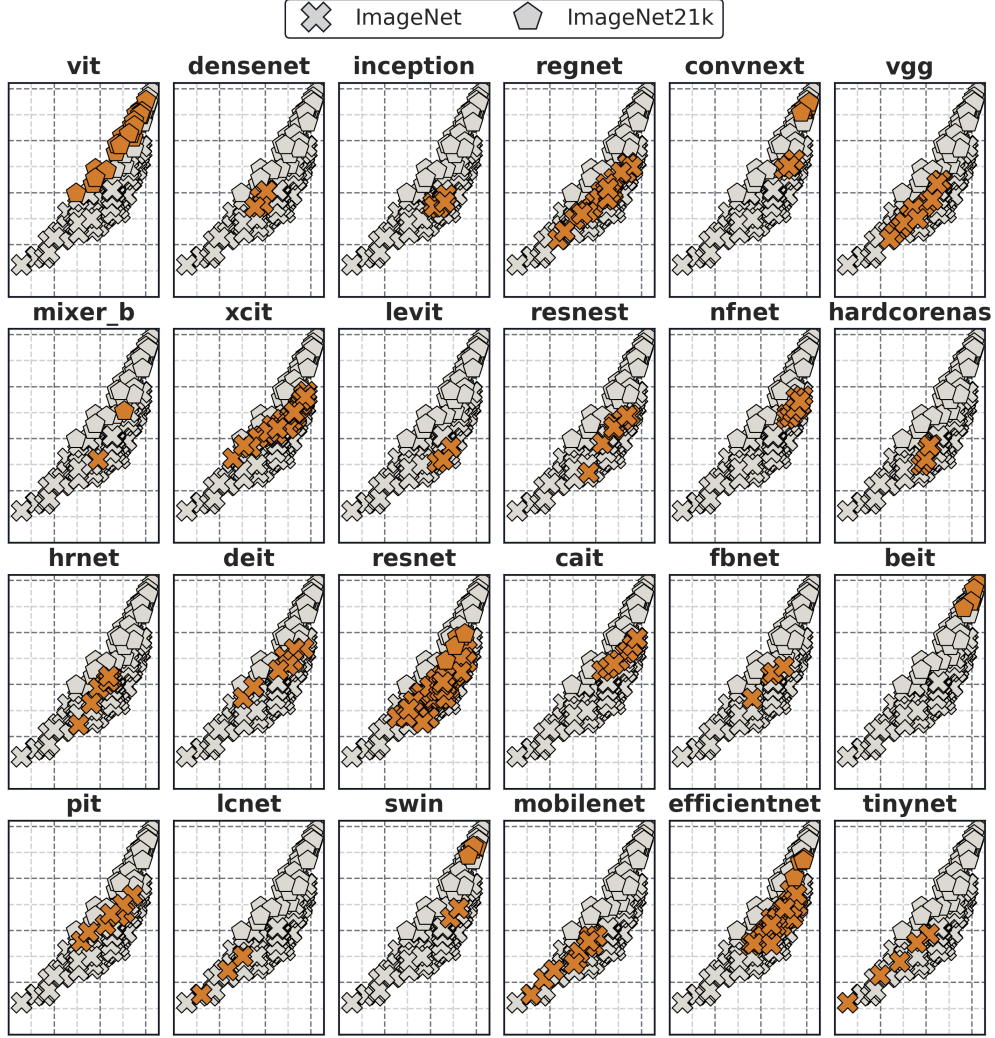 ImageNet ImageNet21k
vit densenet inception regnet convnext vgg
mixer_b xcit levit resnest nfnet hardcorenas
hrnet deit resnet cait fbnet beit
pit lcnet swin mobilenet efficientnet tinynet